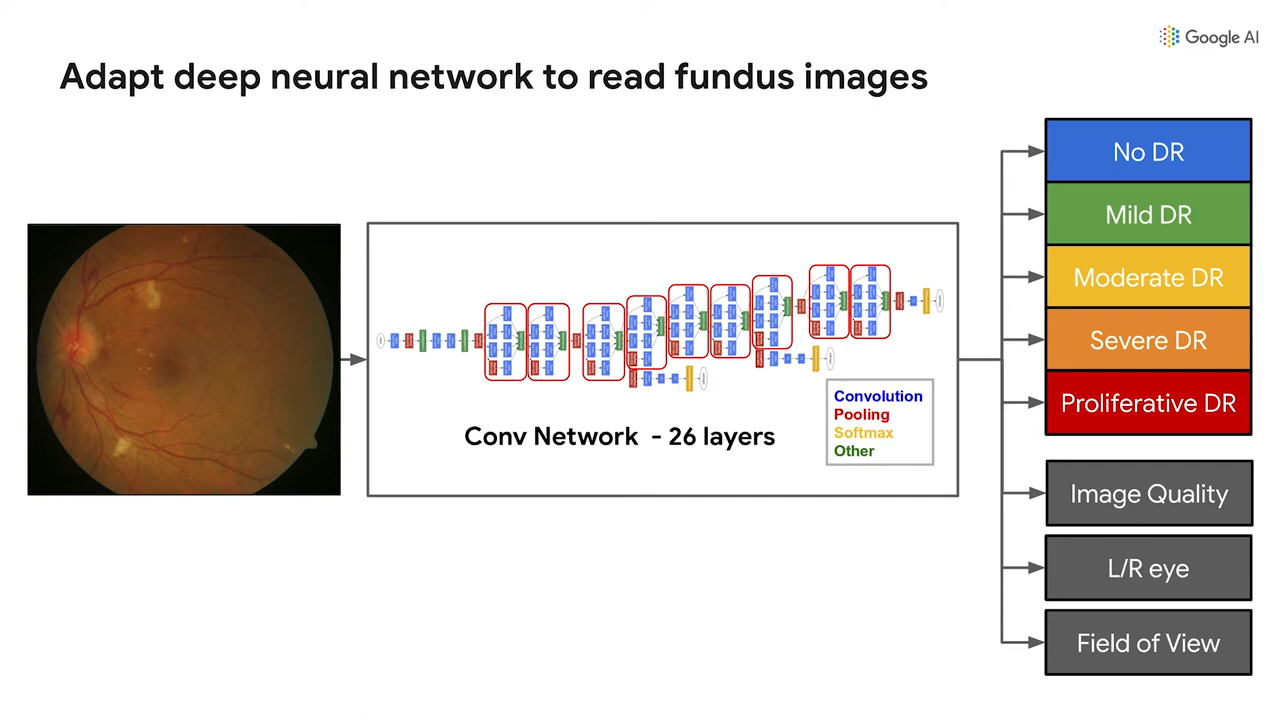 Google AI
Adapt deep neural network to read fundus images
No DR
Mild DR
Moderate DR
Severe DR
Proliferative DR
Convolution
Pooling
Softmax
Other
Conv Network - 26 layers
Image Quality
L/R eye
Field of View